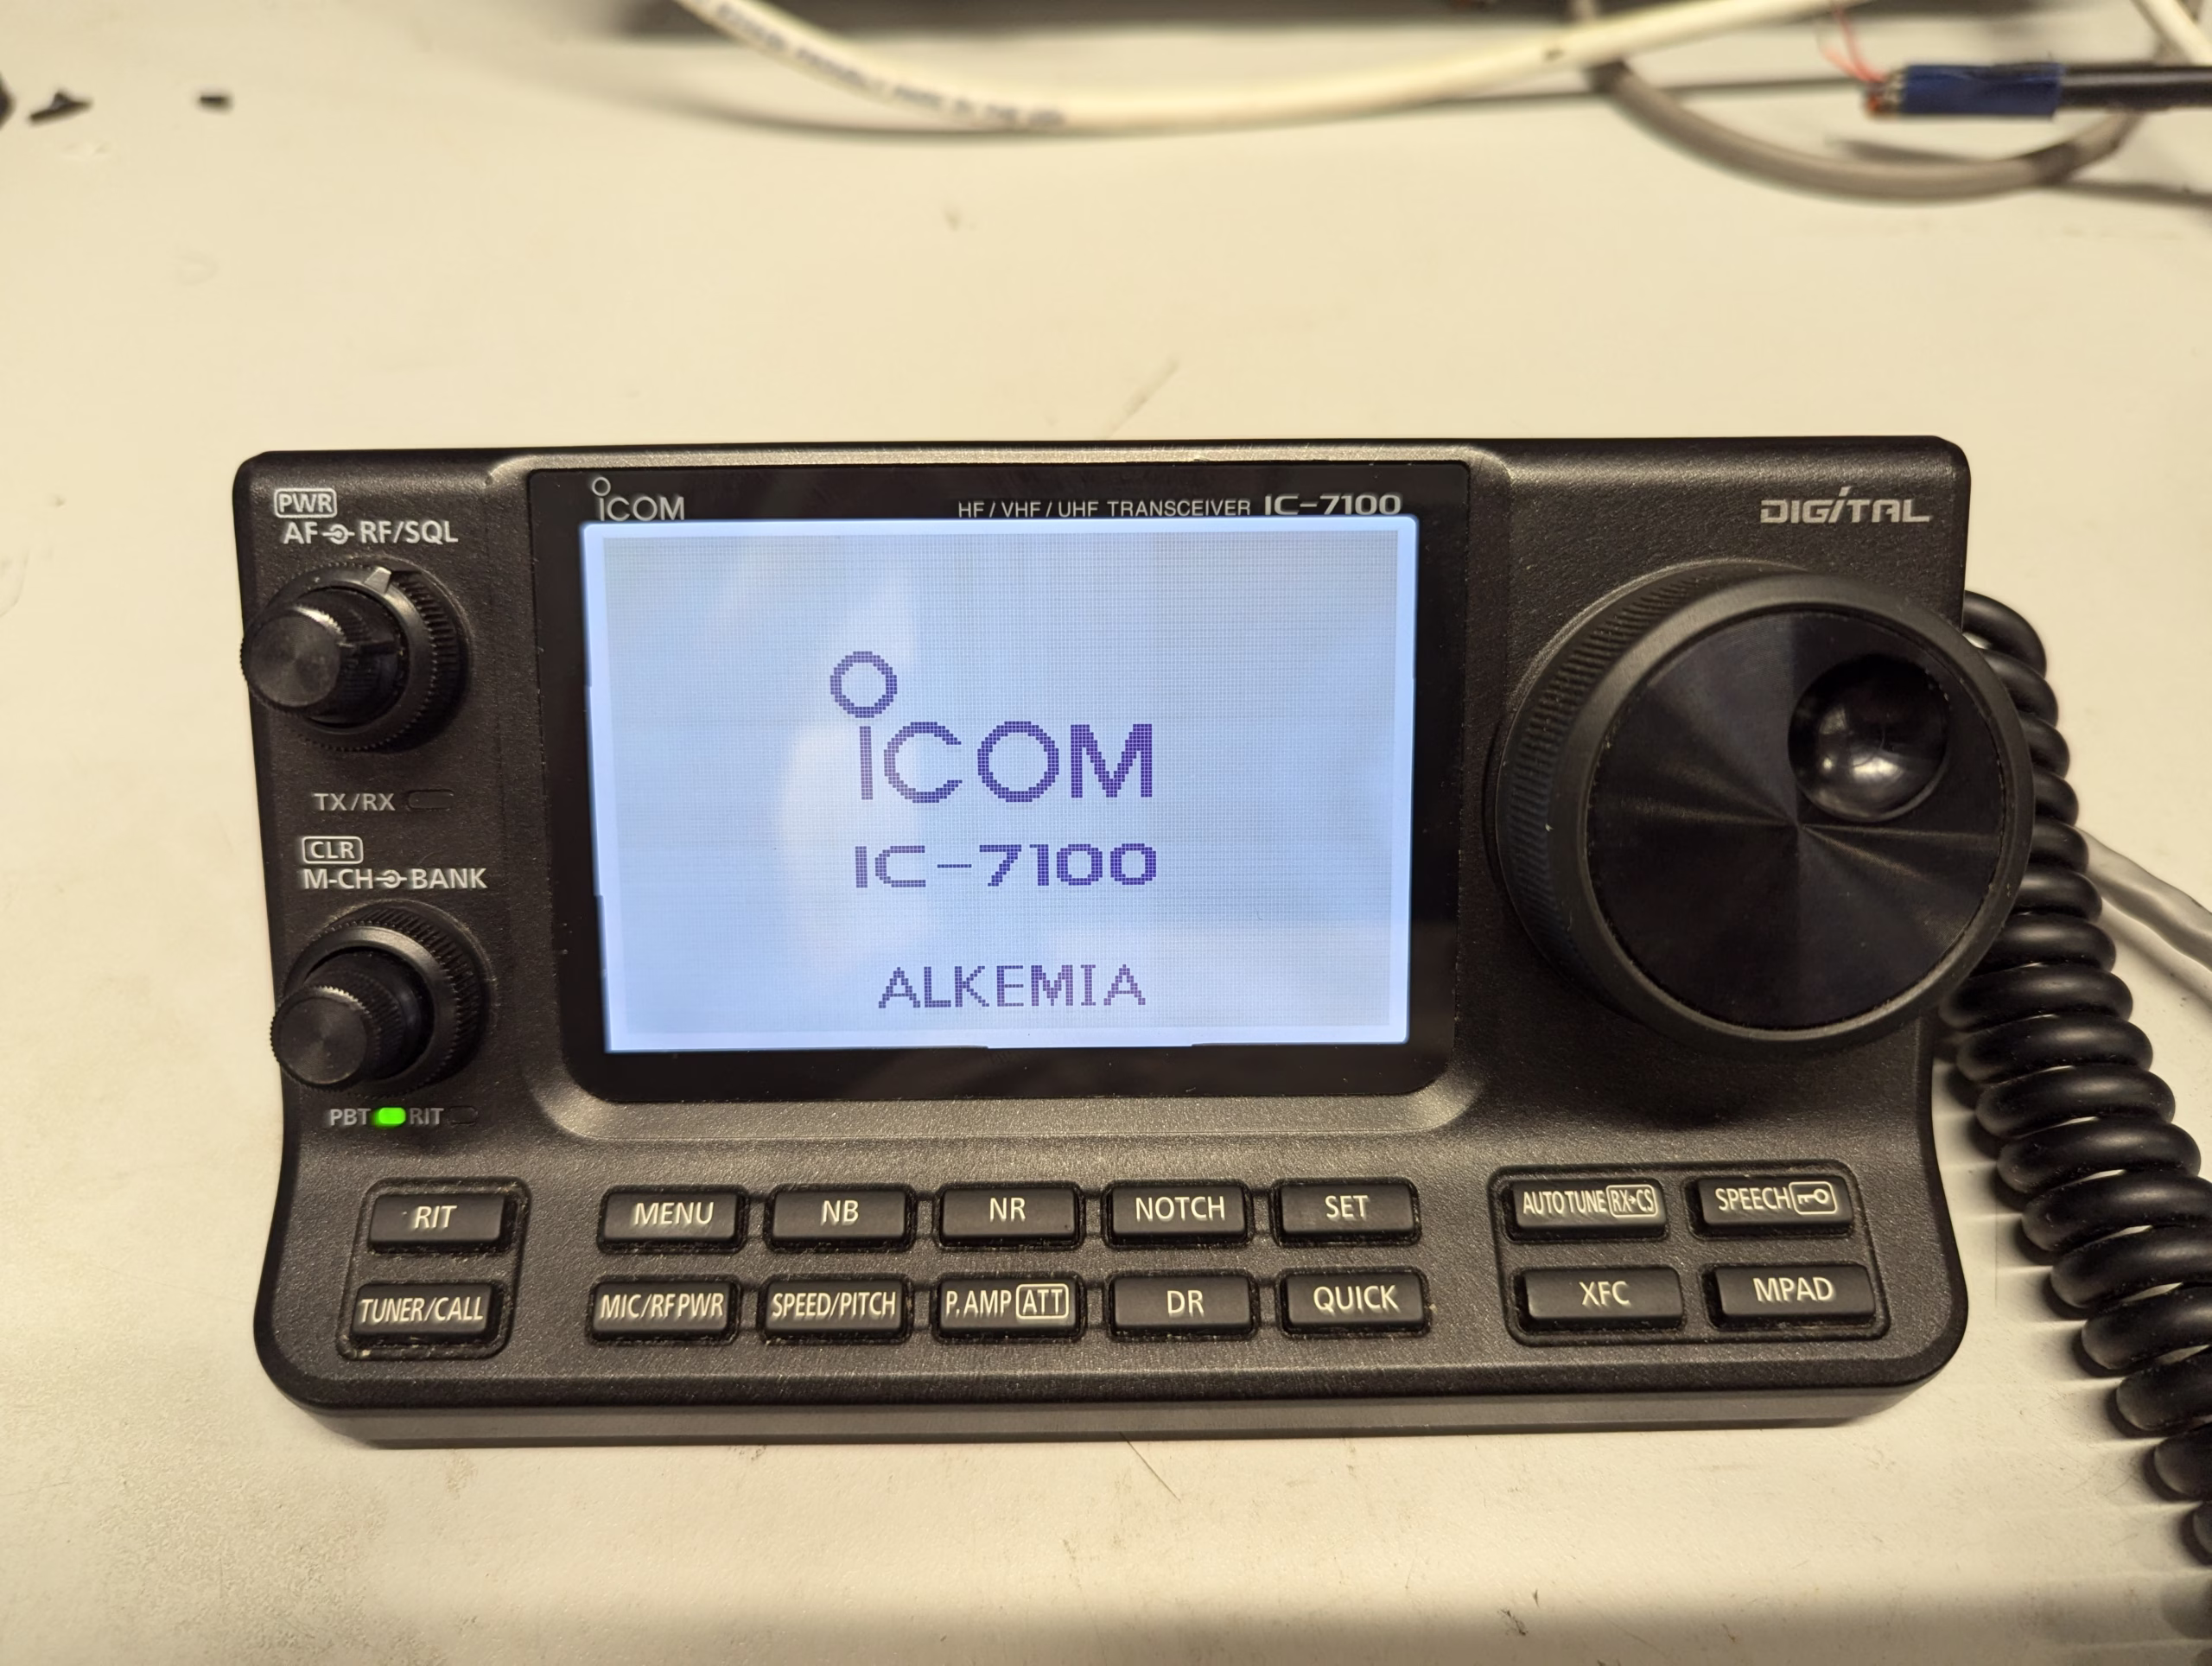 PWR
AF RF/SQL
ICOM
HF/VHF/UHF TRANSCEIVER IC-7100
DIGITAL
ICOM
IC-7100
ALKEMIA
TX/RX
CLR
M-CH BANK
PBT RIT
RIT
MENU NB NR NOTCH SET
AUTOTUNE RX→CS SPEECH
TUNER/CALL
MIC/RF PWR SPEED/PITCH P.AMP ATT DR QUICK
XFC MPAD